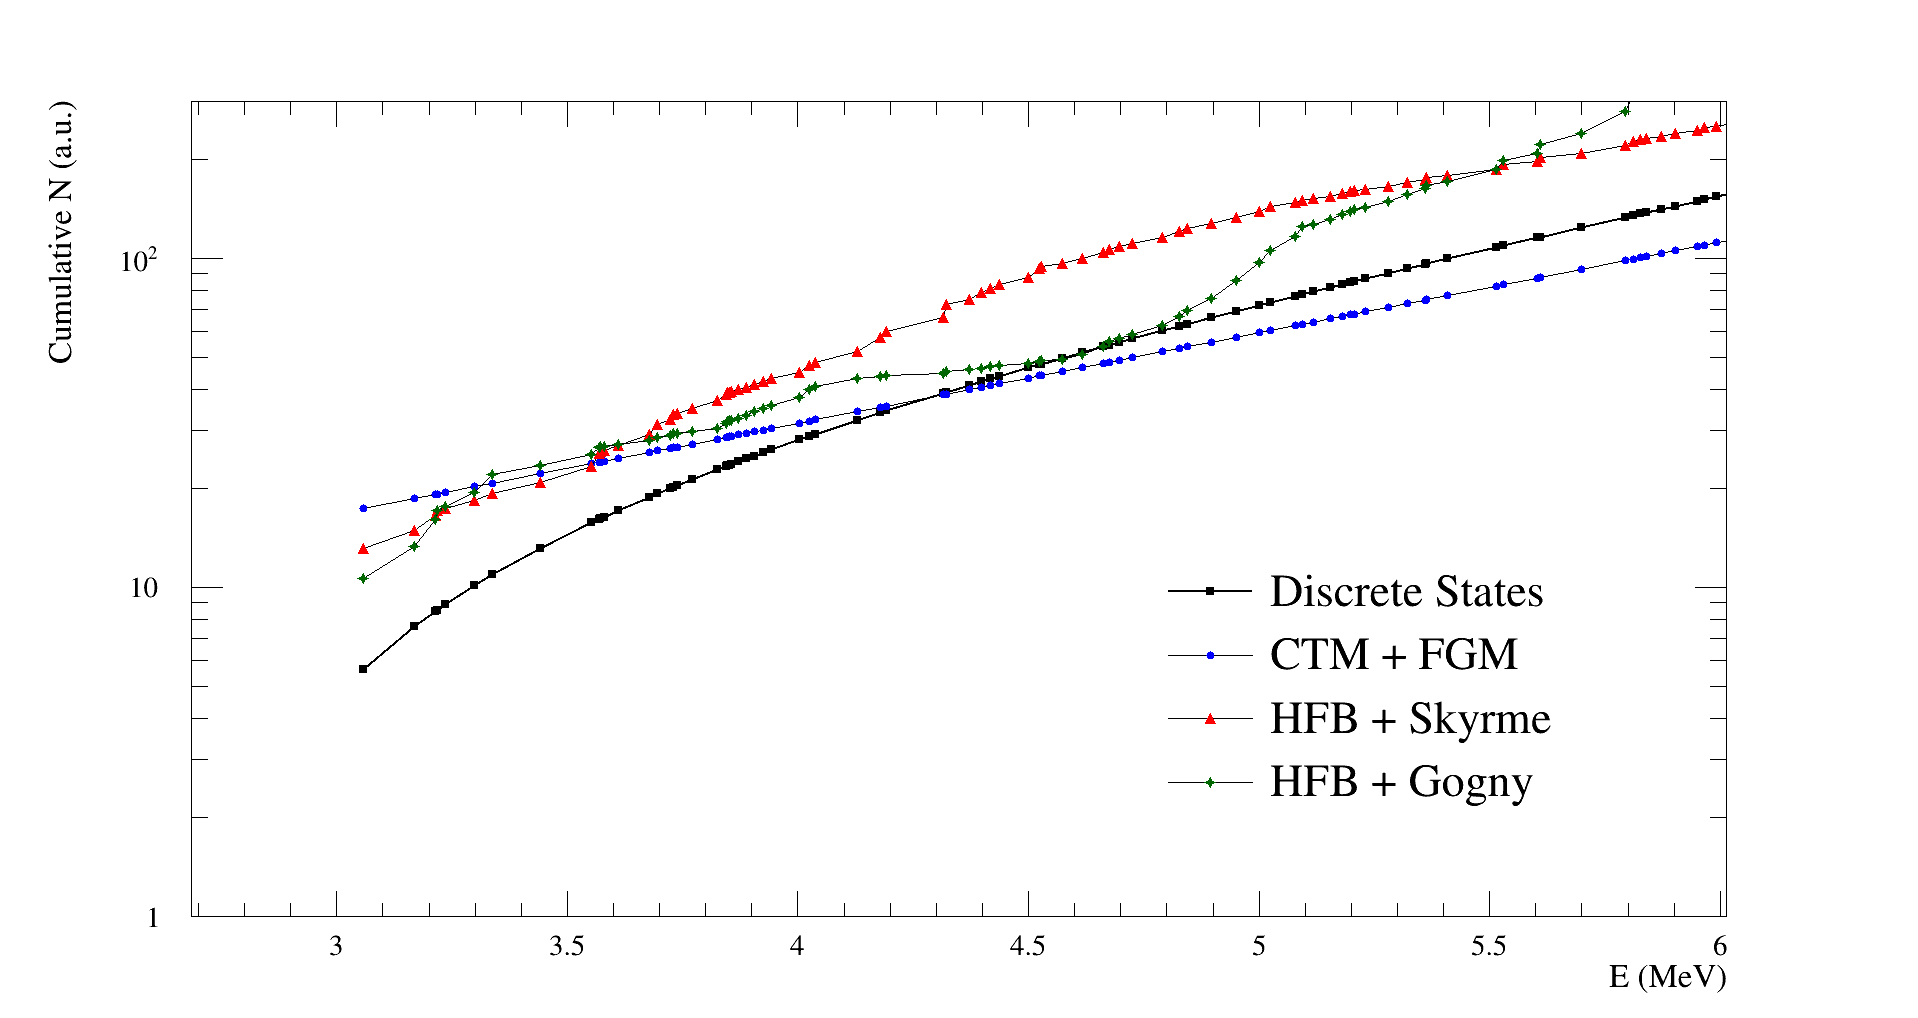 Cumulative N (a.u.)
10²
10
1
Discrete States
CTM + FGM
HFB + Skyrme
HFB + Gogny
3 3.5 4 4.5 5 5.5 6
E (MeV)